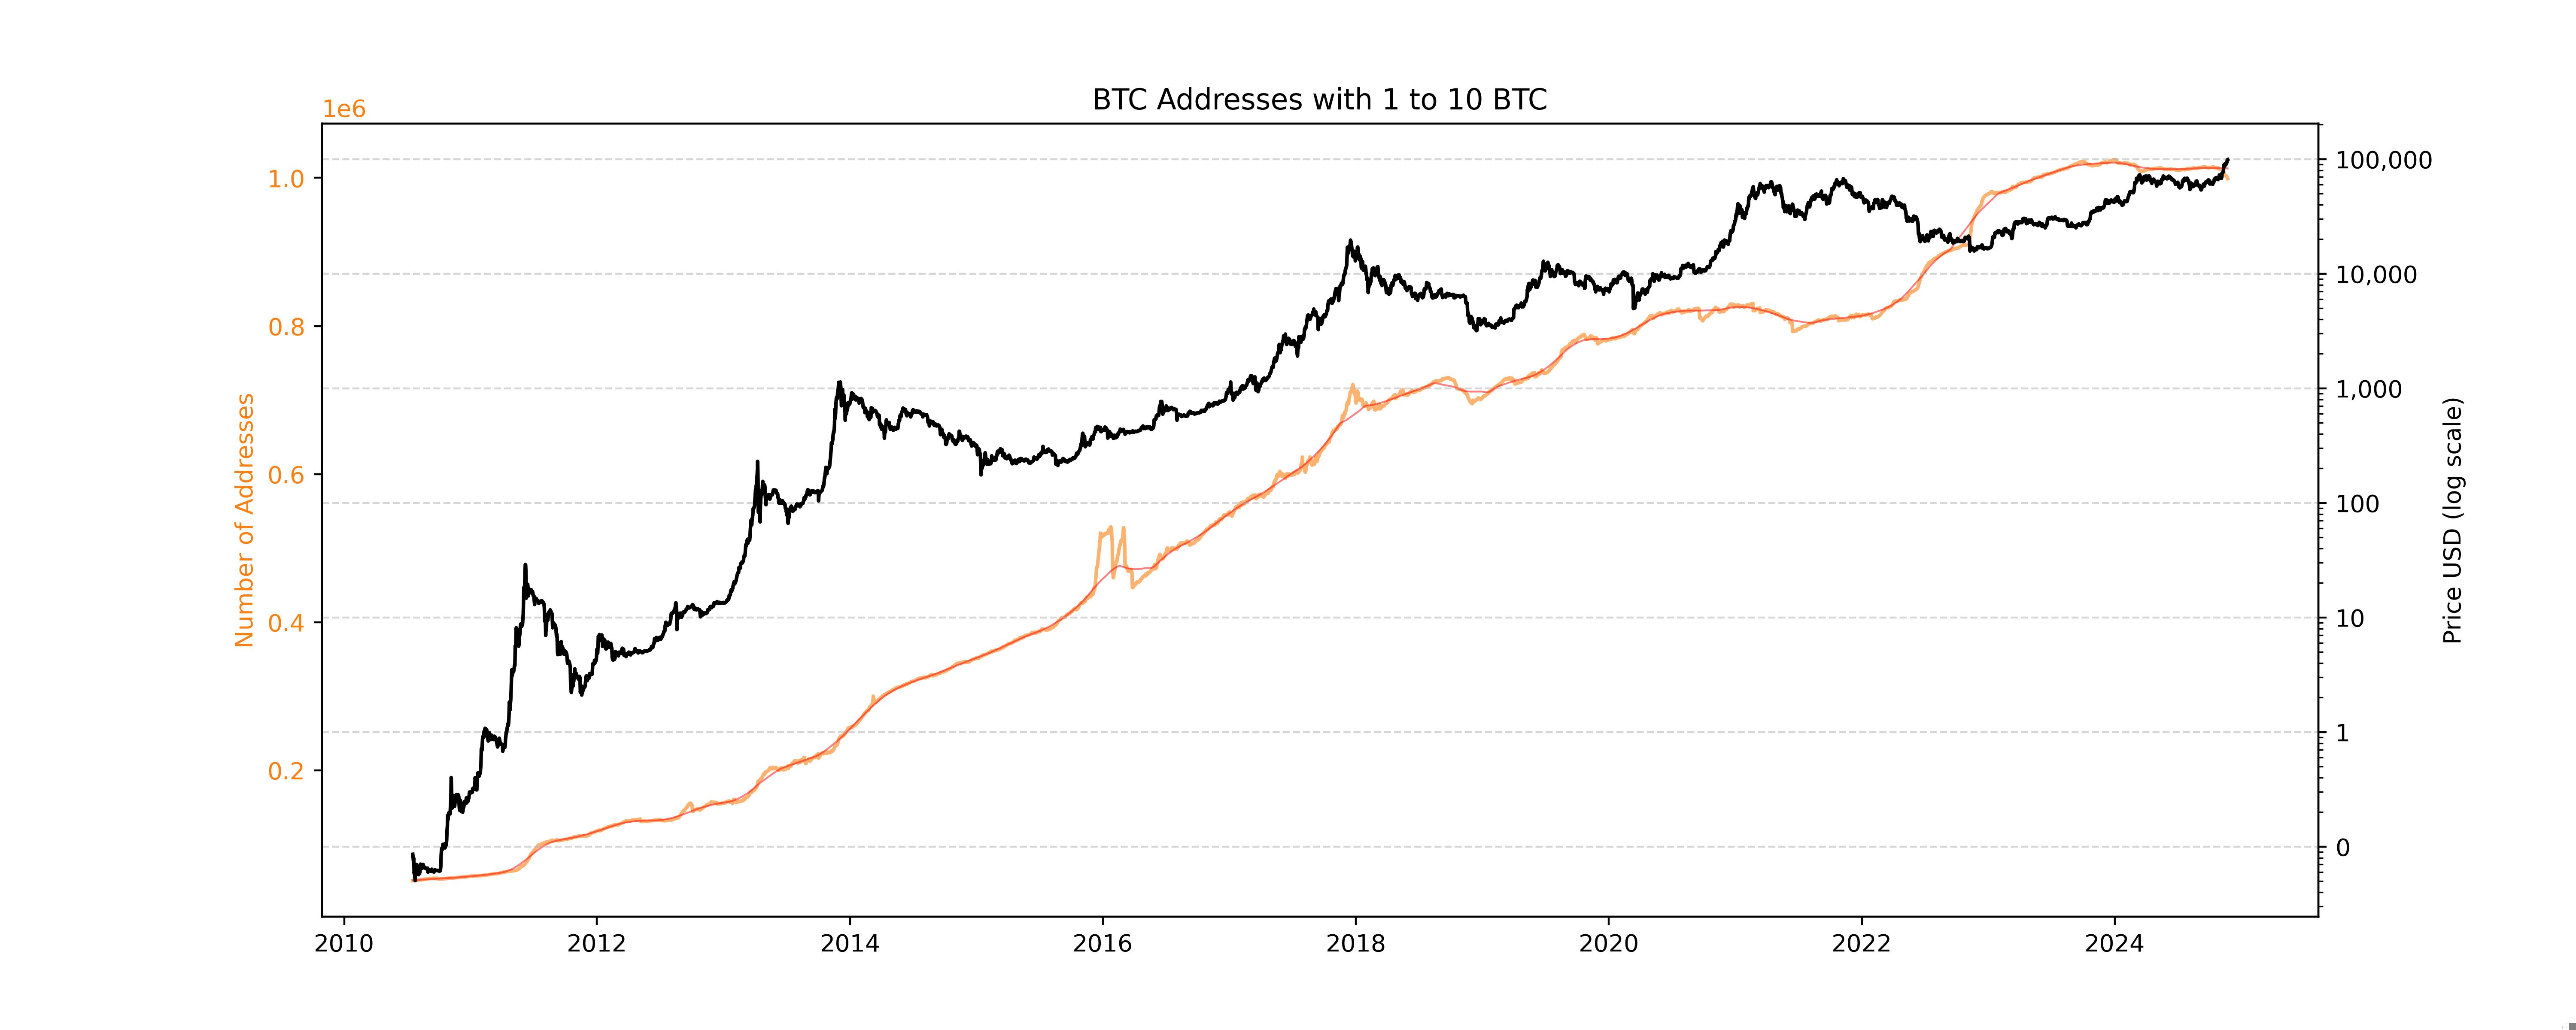 BTC Addresses with 1 to 10 BTC
1e6
Number of Addresses
1.0
0.8
0.6
0.4
0.2
100,000
10,000
1,000
100
10
1
0
Price USD (log scale)
2010 2012 2014 2016 2018 2020 2022 2024